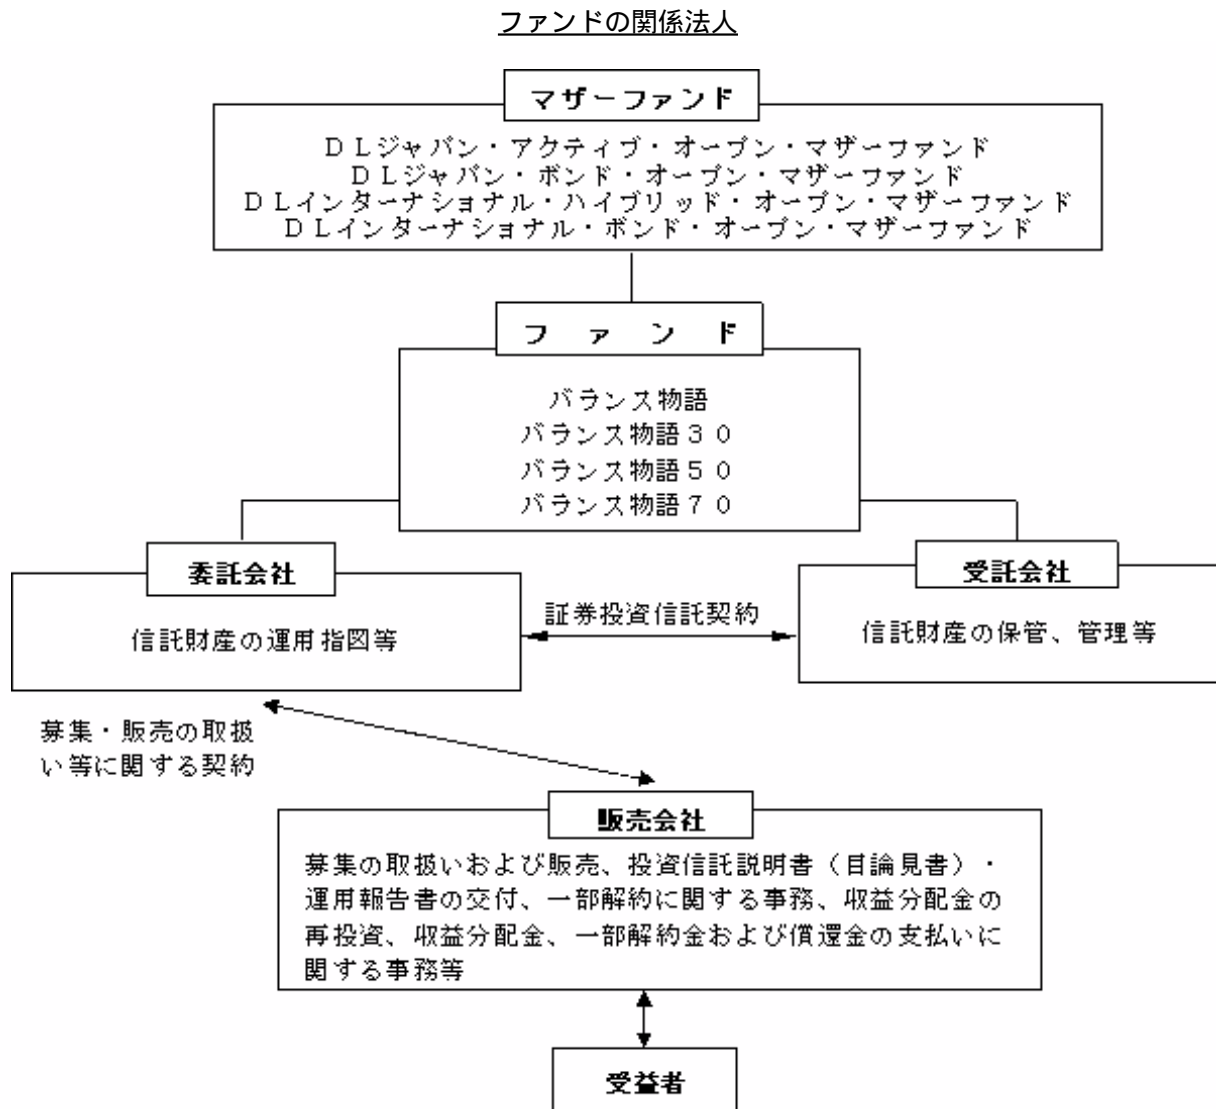 ファンドの関係法人
マザーファンド
ＤＬジャパン・アクティブ・オープン・マザーファンド
ＤＬジャパン・ボンド・オープン・マザーファンド
ＤＬインターナショナル・ハイブリッド・オープン・マザーファンド
ＤＬインターナショナル・ボンド・オープン・マザーファンド
ファンド
バランス物語
バランス物語３０
バランス物語５０
バランス物語７０
委託会社
受託会社
信託財産の運用指図等
証券投資信託契約
信託財産の保管、管理等
募集・販売の取扱
い等に関する契約
販売会社
募集の取扱いおよび販売、投資信託説明書（目論見書）・
運用報告書の交付、一部解約に関する事務、収益分配金の
再投資、収益分配金、一部解約金および償還金の支払いに
関する事務等
受益者